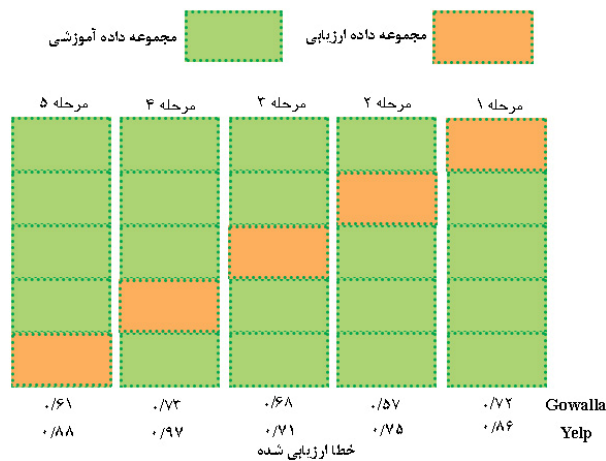 مجموعه داده ارزیابی مجموعه داده آموزشی
مرحله ۱ مرحله ۲ مرحله ۳ مرحله ۴ مرحله ۵
Gowalla ۰/۷۲ ۰/۵۷ ۰/۶۸ ۰/۷۳ ۰/۶۱
Yelp ۰/۸۶ ۰/۷۵ ۰/۷۱ ۰/۹۷ ۰/۸۸
خطا ارزیابی شده